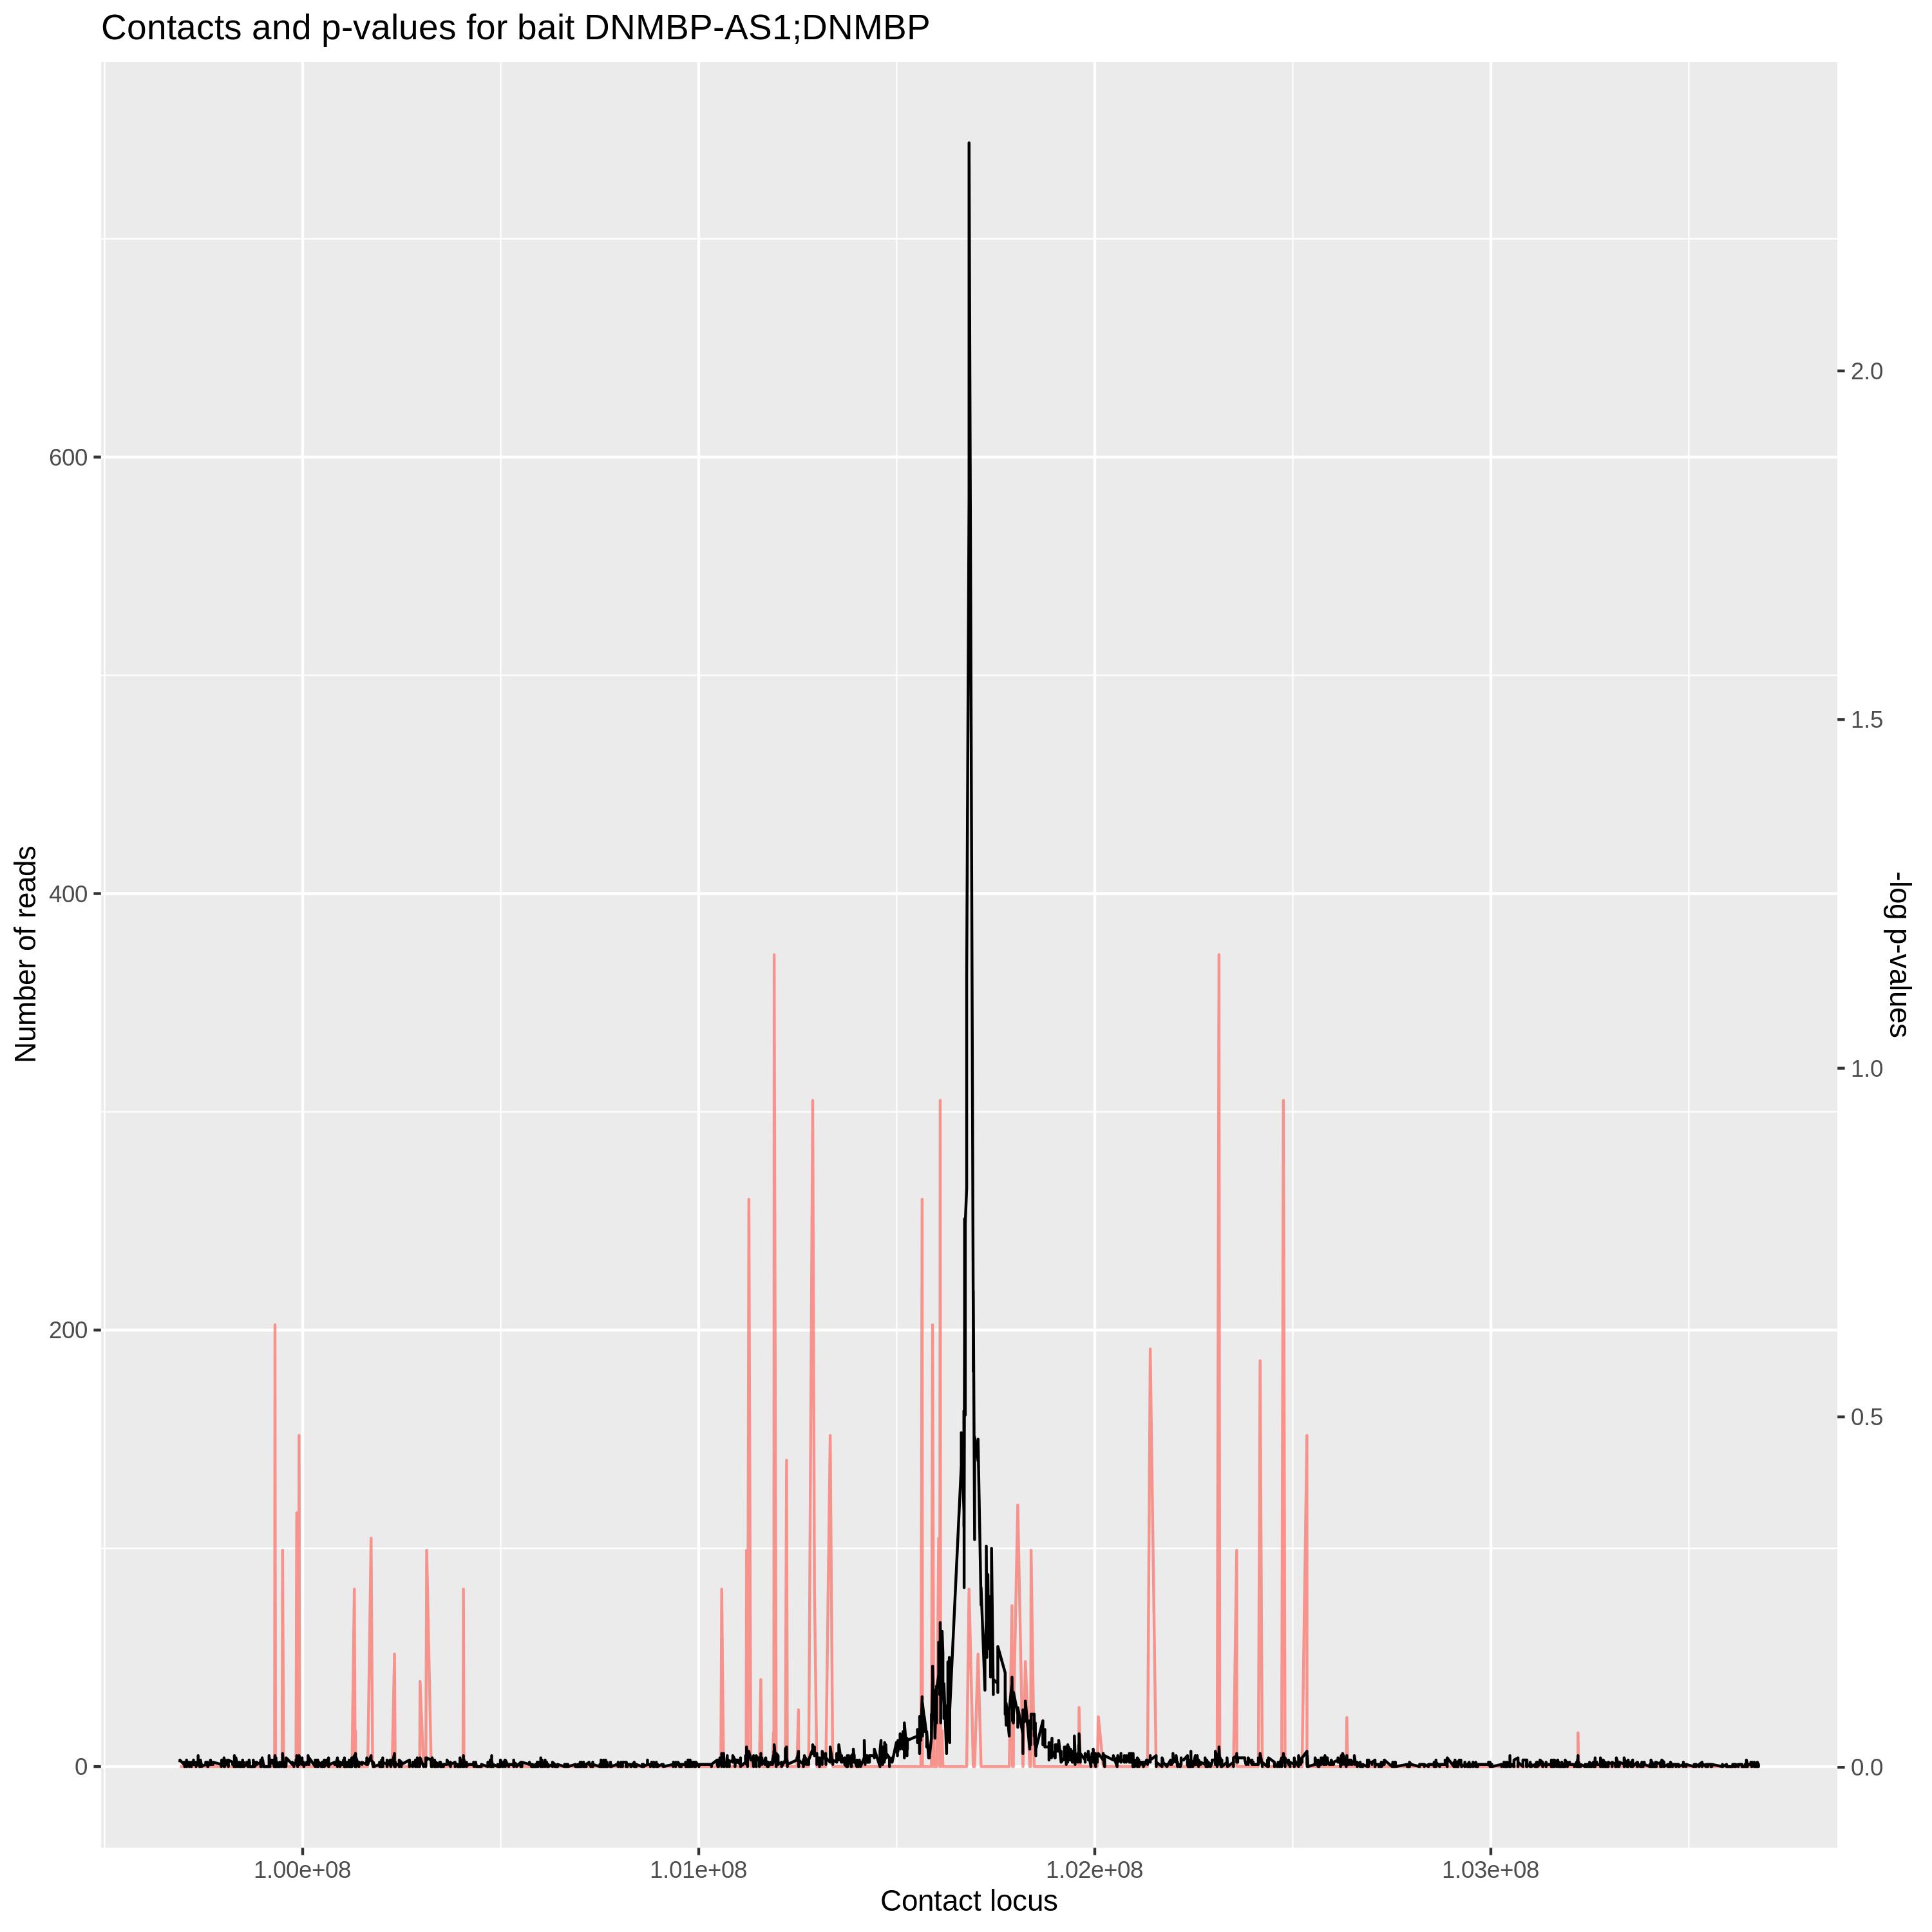 Contacts and p-values for bait DNMBP-AS1;DNMBP
Number of reads
600
400
200
0
2.0
1.5
1.0
0.5
0.0
-log p-values
1.00e+08 1.01e+08 1.02e+08 1.03e+08
Contact locus